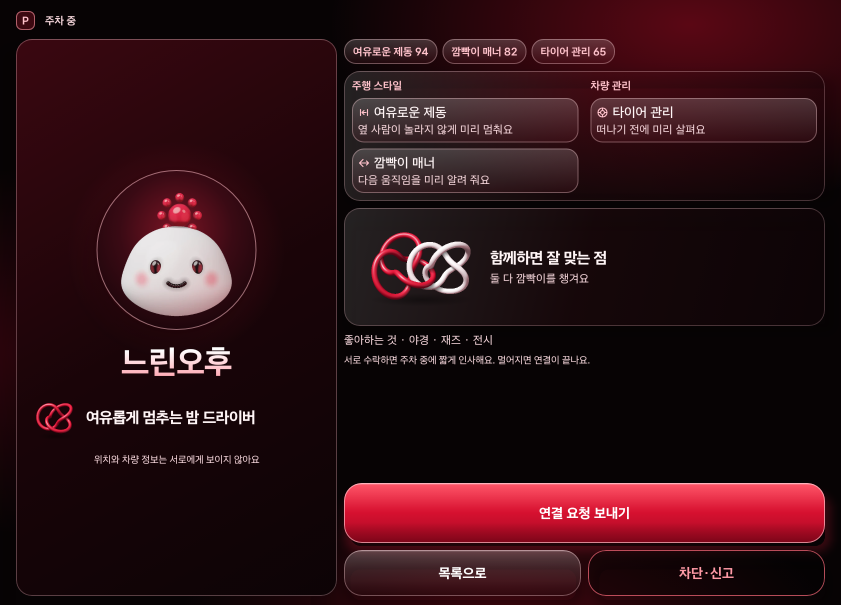 P 주차 중
느린오후
여유롭게 멈추는 밤 드라이버
위치와 차량 정보는 서로에게 보이지 않아요
여유로운 제동 94 깜빡이 매너 82 타이어 관리 65
주행 스타일
여유로운 제동
옆 사람이 놀라지 않게 미리 멈춰요
깜빡이 매너
다음 움직임을 미리 알려 줘요
차량 관리
타이어 관리
떠나기 전에 미리 살펴요
함께하면 잘 맞는 점
둘 다 깜빡이를 챙겨요
좋아하는 것 · 야경 · 재즈 · 전시
서로 수락하면 주차 중에 짧게 인사해요. 멀어지면 연결이 끝나요.
연결 요청 보내기
목록으로
차단·신고